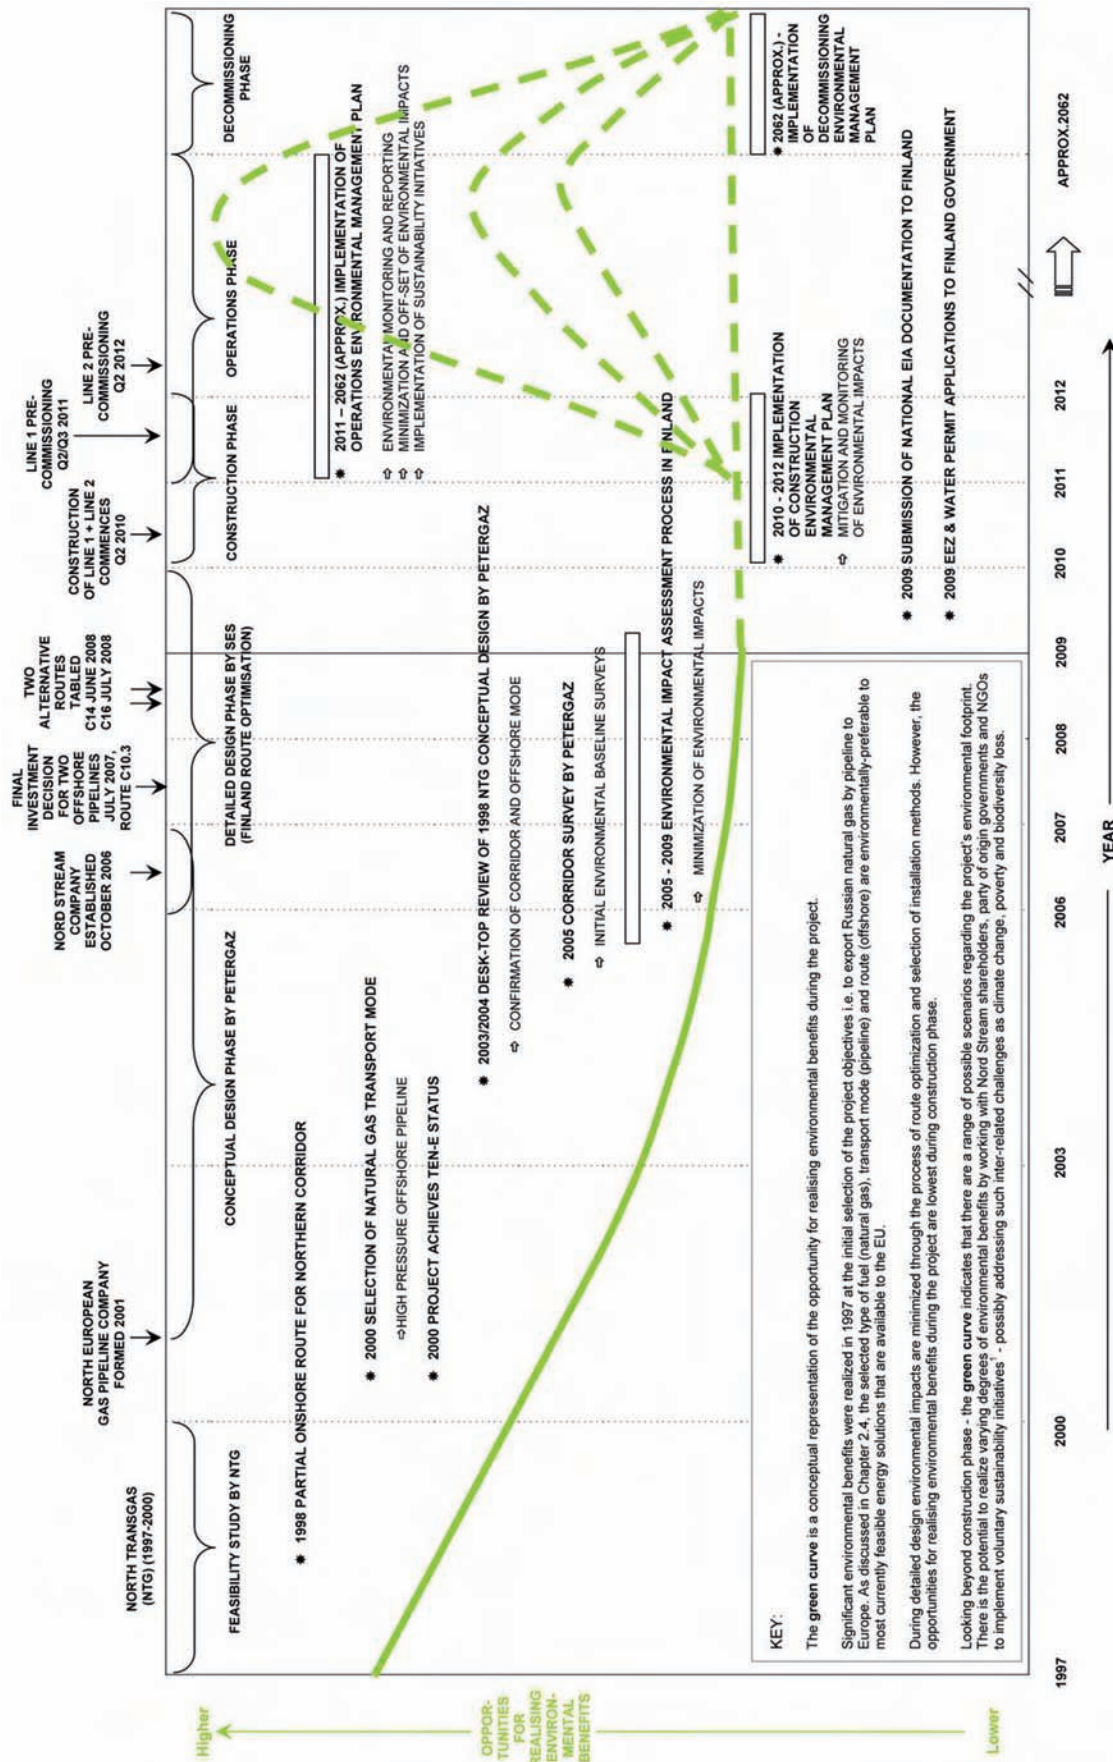 NORTH TRANSGAS
(NTG) (1997-2000)
NORTH EUROPEAN
GAS PIPELINE COMPANY
FORMED 2001
NORD STREAM
COMPANY
ESTABLISHED
OCTOBER 2006
FINAL
INVESTMENT
DECISION
FOR TWO
OFFSHORE
PIPELINES
JULY 2007,
ROUTE C10.3
TWO
ALTERNATIVE
ROUTES
TABLED
C14 JUNE 2008
C16 JULY 2008
CONSTRUCTION
OF LINE 1 + LINE 2
COMMENCES
Q2 2010
LINE 1 PRE-
COMMISSIONING
Q2/Q3 2011
LINE 2 PRE-
COMMISSIONING
Q2 2012
FEASIBILITY STUDY BY NTG
CONCEPTUAL DESIGN PHASE BY PETERGAZ
DETAILED DESIGN PHASE BY SES
(FINLAND ROUTE OPTIMISATION)
CONSTRUCTION PHASE
OPERATIONS PHASE
DECOMMISSIONING
PHASE
✷ 1998 PARTIAL ONSHORE ROUTE FOR NORTHERN CORRIDOR
✷ 2000 SELECTION OF NATURAL GAS TRANSPORT MODE
⇨HIGH PRESSURE OFFSHORE PIPELINE
✷ 2000 PROJECT ACHIEVES TEN-E STATUS
✷ 2003/2004 DESK-TOP REVIEW OF 1998 NTG CONCEPTUAL DESIGN BY PETERGAZ
⇨ CONFIRMATION OF CORRIDOR AND OFFSHORE MODE
✷ 2005 CORRIDOR SURVEY BY PETERGAZ
⇨ INITIAL ENVIRONMENTAL BASELINE SURVEYS
✷ 2005 - 2009 ENVIRONMENTAL IMPACT ASSESSMENT PROCESS IN FINLAND
⇨ MINIMIZATION OF ENVIRONMENTAL IMPACTS
✷ 2011 – 2062 (APPROX.) IMPLEMENTATION OF
OPERATIONS ENVIRONMENTAL MANAGEMENT PLAN
⇨ ENVIRONMENTAL MONITORING AND REPORTING
⇨ MINIMIZATION AND OFF-SET OF ENVIRONMENTAL IMPACTS
⇨ IMPLEMENTATION OF SUSTAINABILITY INITIATIVES
✷ 2010 - 2012 IMPLEMENTATION
OF CONSTRUCTION
ENVIRONMENTAL
MANAGEMENT PLAN
⇨ MITIGATION AND MONITORING
OF ENVIRONMENTAL IMPACTS
✷ 2062 (APPROX.) -
IMPLEMENTATION
OF
DECOMMISSIONING
ENVIRONMENTAL
MANAGEMENT
PLAN
✷ 2009 SUBMISSION OF NATIONAL EIA DOCUMENTATION TO FINLAND
✷ 2009 EEZ & WATER PERMIT APPLICATIONS TO FINLAND GOVERNMENT
KEY:
The green curve is a conceptual representation of the opportunity for realising environmental benefits during the project.
Significant environmental benefits were realized in 1997 at the initial selection of the project objectives i.e. to export Russian natural gas by pipeline to
Europe. As discussed in Chapter 2.4, the selected type of fuel (natural gas), transport mode (pipeline) and route (offshore) are environmentally-preferable to
most currently feasible energy solutions that are available to the EU.
During detailed design environmental impacts are minimized through the process of route optimization and selection of installation methods. However, the
opportunities for realising environmental benefits during the project are lowest during construction phase.
Looking beyond construction phase - the green curve indicates that there are a range of possible scenarios regarding the project's environmental footprint.
There is the potential to realize varying degrees of environmental benefits by working with Nord Stream shareholders, party of origin governments and NGOs
to implement voluntary sustainability initiatives¹ - possibly addressing such inter-related challenges as climate change, poverty and biodiversity loss.
Higher
OPPOR-
TUNITIES
FOR
REALISING
ENVIRON-
MENTAL
BENEFITS
Lower
1997
2000
2003
2006
2007
2008
2009
2010
2011
2012
APPROX.2062
YEAR